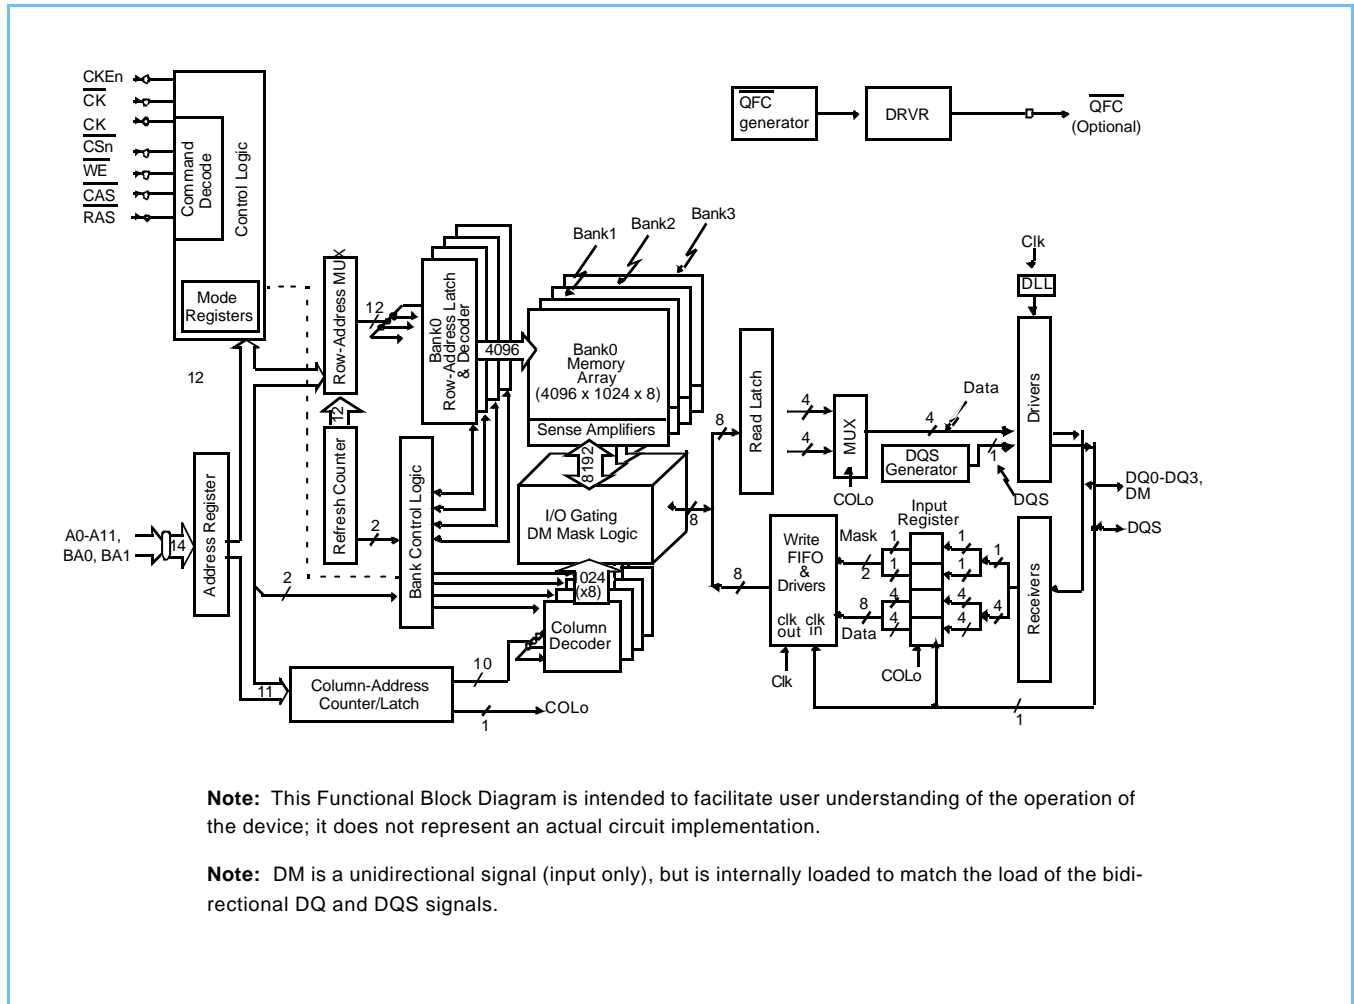 CKEn
CK
CK
CSn
WE
CAS
RAS
Command
Decode
Control Logic
Mode
Registers
QFC
generator
DRVR
QFC
(Optional)
Row-Address MUX
12
Bank0
Row-Address Latch
& Decoder
4096
Bank1
Bank2
Bank3
Bank0
Memory
Array
(4096 x 1024 x 8)
Sense Amplifiers
8192
I/O Gating
DM Mask Logic
12
12
Refresh Counter
2
Bank Control Logic
A0-A11,
BA0, BA1
14
Address Register
2
11
Column-Address
Counter/Latch
10
1
COLo
1024
(x8)
Column
Decoder
8
8
8
Read Latch
4
4
MUX
COLo
4
Data
DQS
Generator
1
DQS
Clk
DLL
Drivers
DQ0-DQ3,
DM
DQS
Write
FIFO
&
Drivers
clk
out
clk
in
Clk
Mask
2
8
Data
Input
Register
1
1
4
4
1
1
4
4
1
4
COLo
Receivers
1
Note: This Functional Block Diagram is intended to facilitate user understanding of the operation of
the device; it does not represent an actual circuit implementation.
Note: DM is a unidirectional signal (input only), but is internally loaded to match the load of the bidi-
rectional DQ and DQS signals.